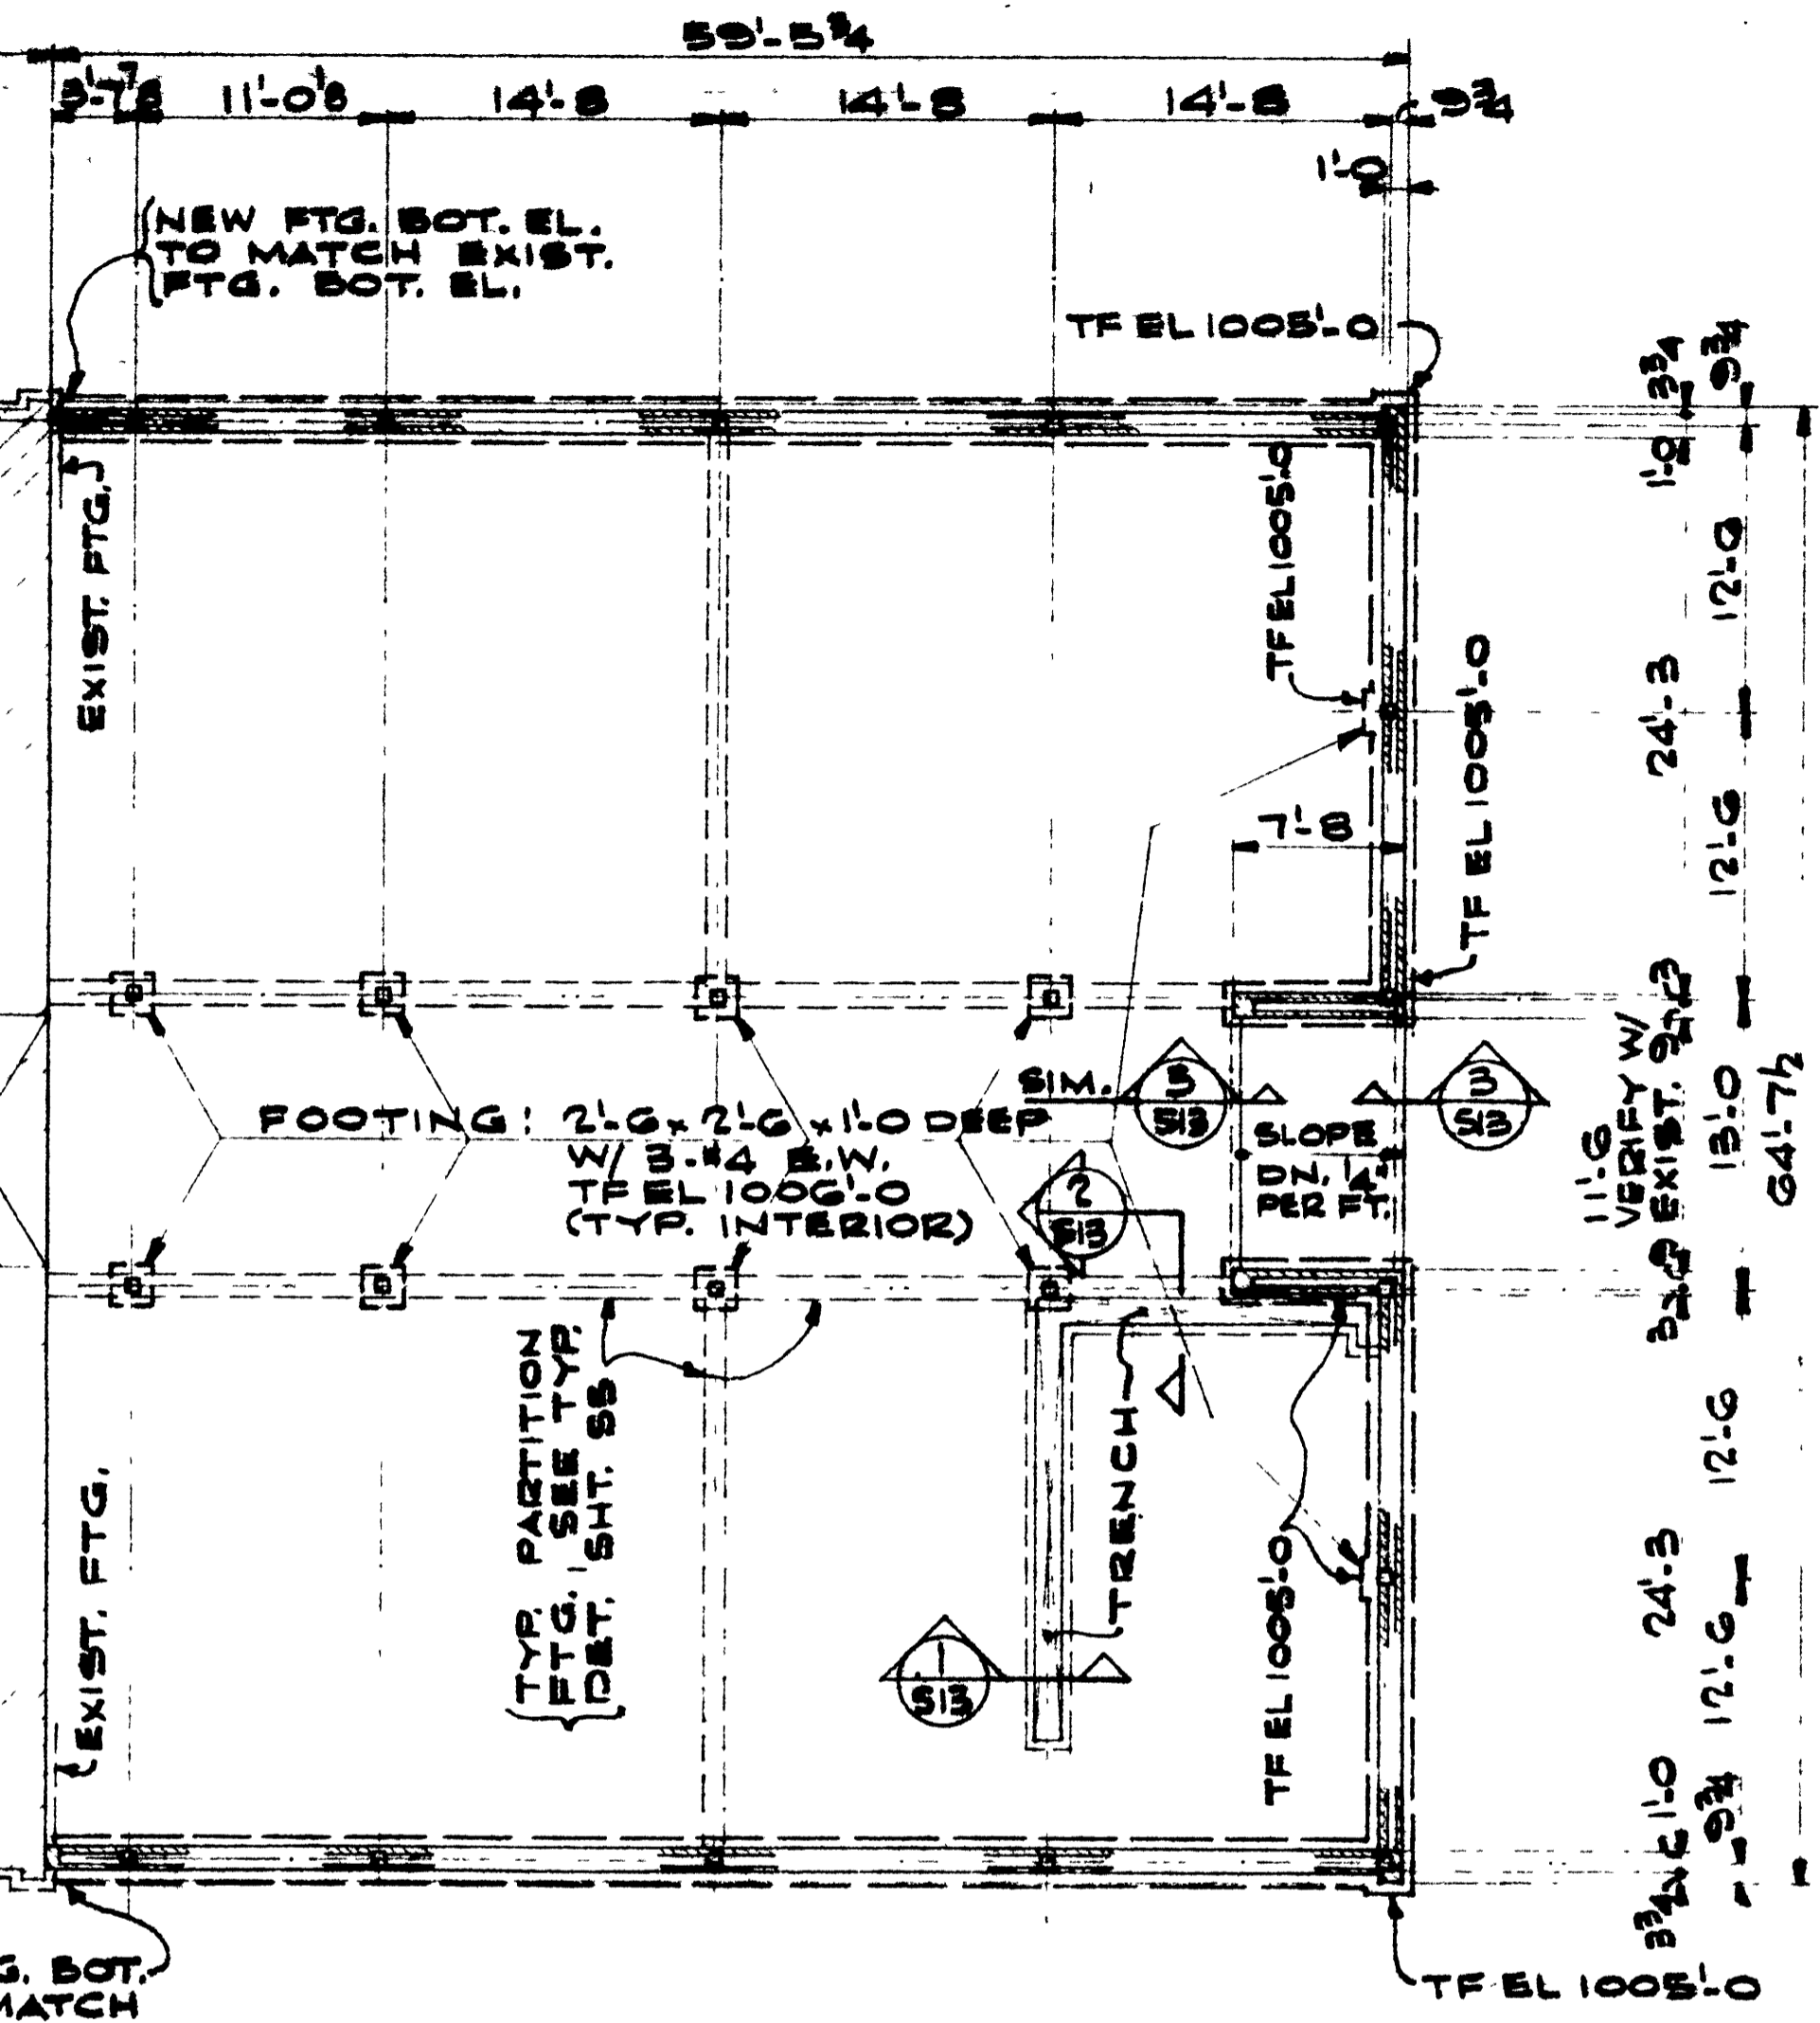 59'-5¾
3'-7⅞ 11'-0⅛ 14'-8 14'-8 14'-8 9¾
1'-0
NEW FTG. BOT. EL.
TO MATCH EXIST.
FTG. BOT. EL.
TF EL 1005'-0
3¾ 9¾
1'-0
EXIST. FTG.
TF EL 1005'-0
12'-0
24'-3
TF EL 1005'-0
7'-8
12'-6
FOOTING: 2'-6 x 2'-6 x 1'-0 DEEP
W/ 3-#4 E.W.
TF EL 1006'-0
(TYP. INTERIOR)
SIM.
S13
3
S13
2
S13
SLOPE
DN. ¼"
PER FT.
11'-6
VERIFY W/
EXIST.
13'-0
64'-7½
TYP. PARTITION
FTG. SEE TYP.
DET. SHT.
TRENCH
12'-6
24'-3
12'-6
EXIST. FTG.
1
S13
TF EL 1005'-0
1'-0
3¾ 9¾
TF EL 1005'-0
BOT.
MATCH